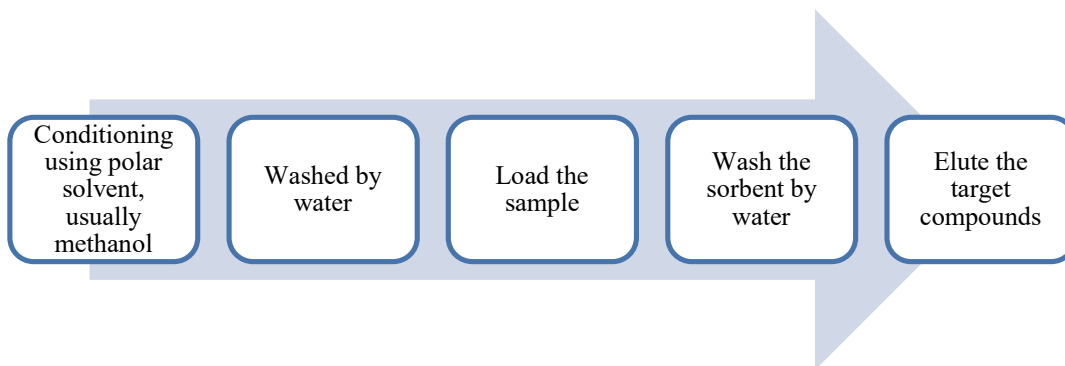 Conditioning
using polar
solvent,
usually
methanol
Washed by
water
Load the
sample
Wash the
sorbent by
water
Elute the
target
compounds